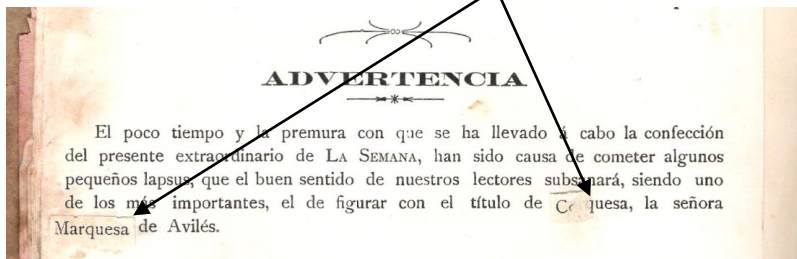 ADVERTENCIA
El poco tiempo y la premura con que se ha llevado á cabo la confección
del presente extraordinario de LA SEMANA, han sido causa de cometer algunos
pequeños lapsus, que el buen sentido de nuestros lectores subsanará, siendo uno
de los más importantes, el de figurar con el título de quesa, la señora
Marquesa de Avilés.